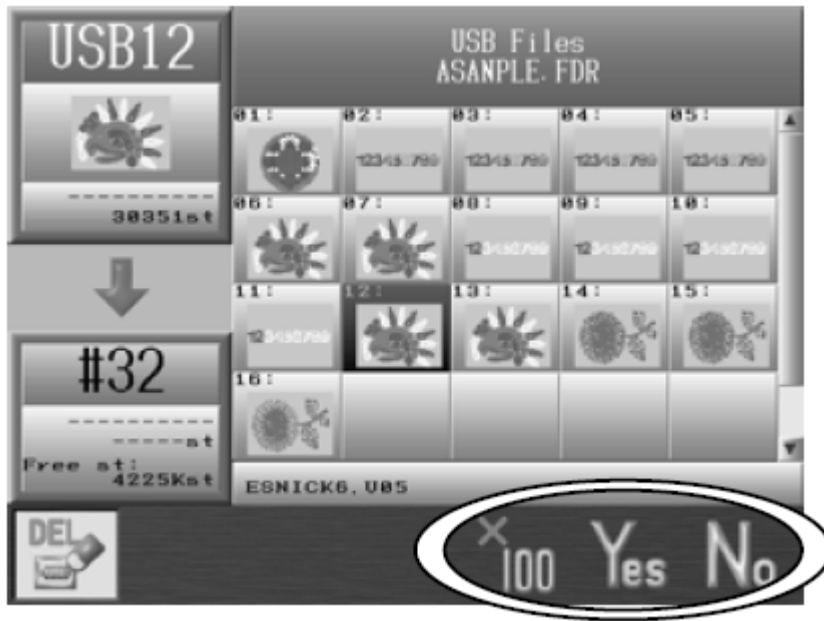 USB12
----------
30351st
#32
----------
-----st
Free st:
4225Kst
USB Files
ASANPLE.FDR
01: 02: 03: 04: 05:
06: 07: 08: 09: 10:
11: 12: 13: 14: 15:
16:
ESNICK6.V05
DEL
×100 Yes No